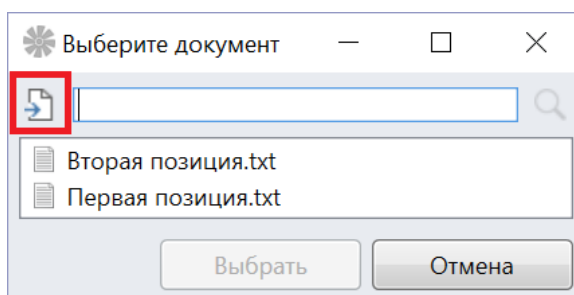 Выберите документ
Вторая позиция.txt
Первая позиция.txt
Выбрать
Отмена